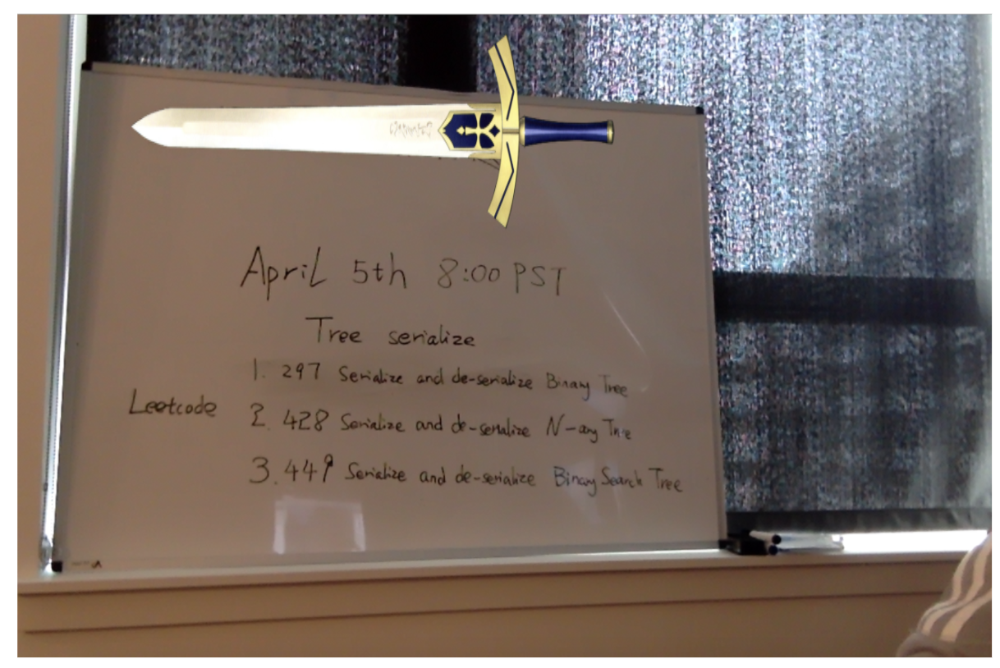 April 5th 8:00 PST
Tree serialize
1. 297 Serialize and de-serialize Binary Tree
Leetcode
2. 428 Serialize and de-serialize N-ary Tree
3. 449 Serialize and de-serialize Binary Search Tree